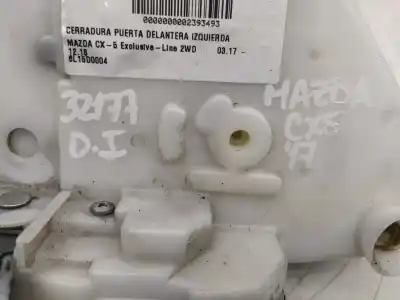 0000000002393493
CERRADURA PUERTA DELANTERA IZQUIERDA
MAZDA CX-5 Exclusive-Line 2WD 03.17 -
12.18
8L1600004
32177
D.I
MAZDA
CX5
'17